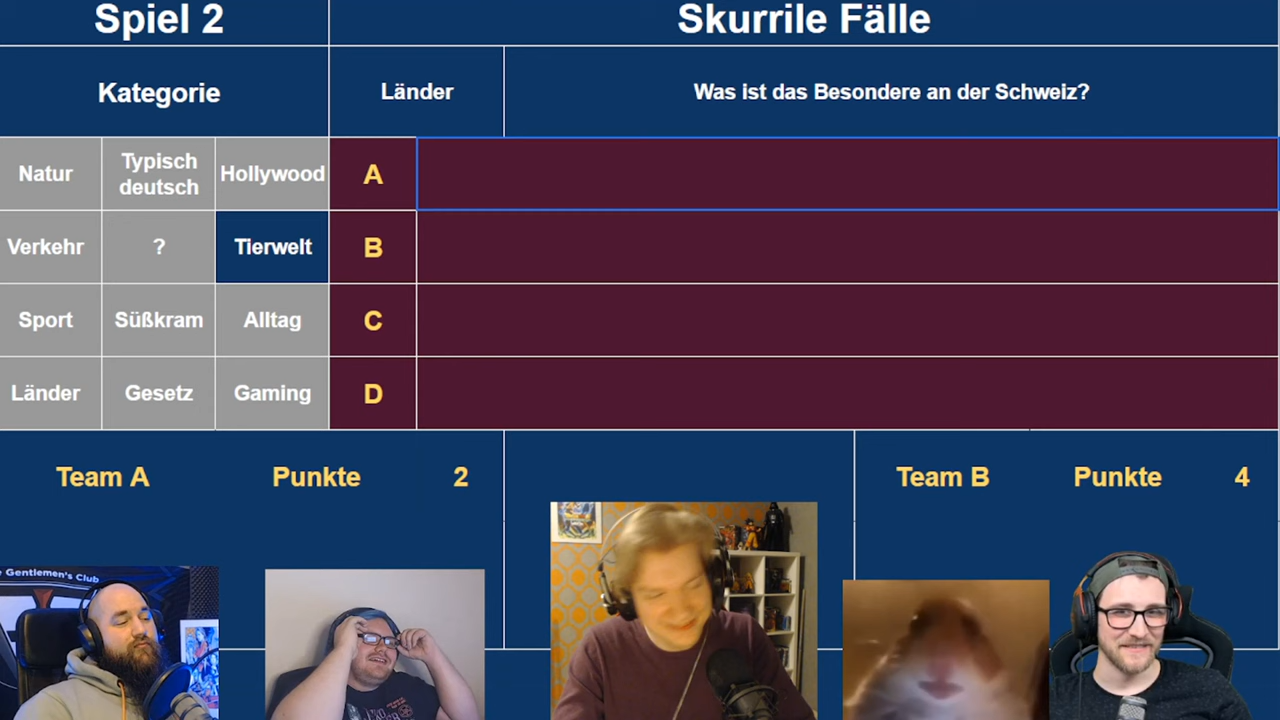 Spiel 2
Skurrile Fälle
Kategorie
Länder
Was ist das Besondere an der Schweiz?
Natur
Typisch
deutsch
Hollywood
A
Verkehr
?
Tierwelt
B
Sport
Süßkram
Alltag
C
Länder
Gesetz
Gaming
D
Team A
Punkte
2
Team B
Punkte
4
Gentlemen's Club